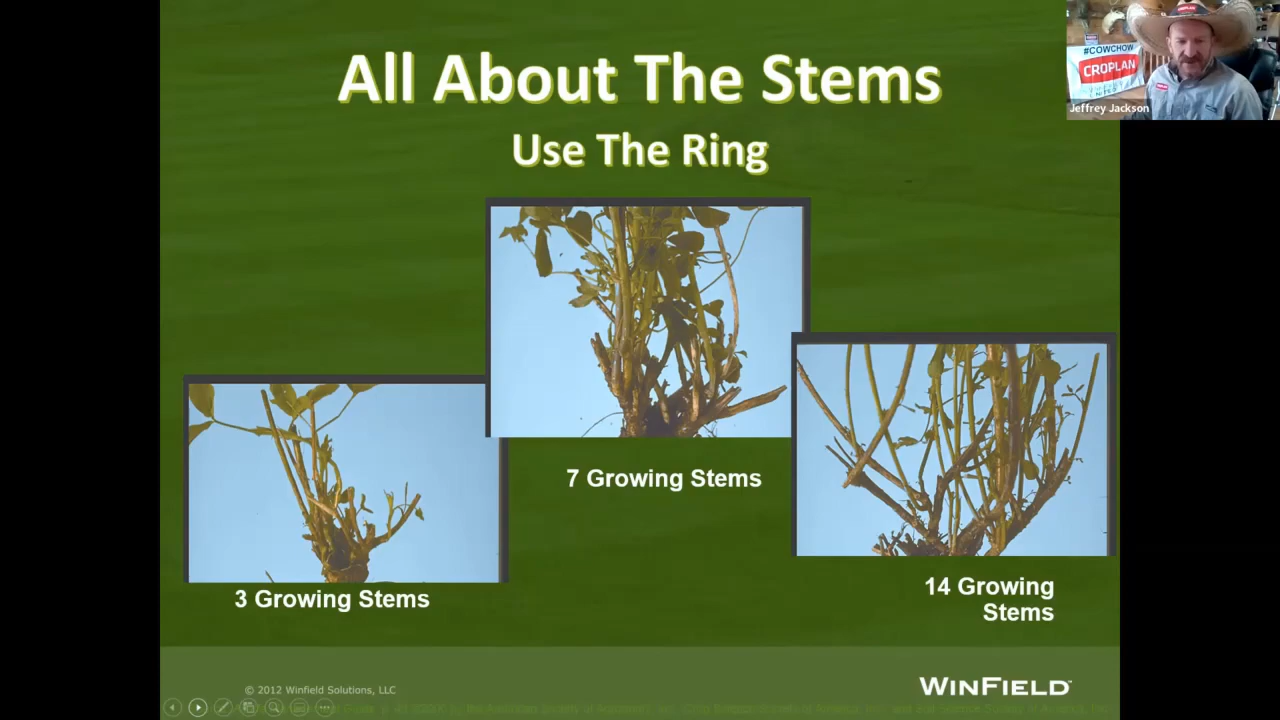 All About The Stems
Use The Ring
#COWCHOW
CROPLAN
Jeffrey Jackson
7 Growing Stems
3 Growing Stems
14 Growing
Stems
© 2012 Winfield Solutions, LLC
WINFIELD